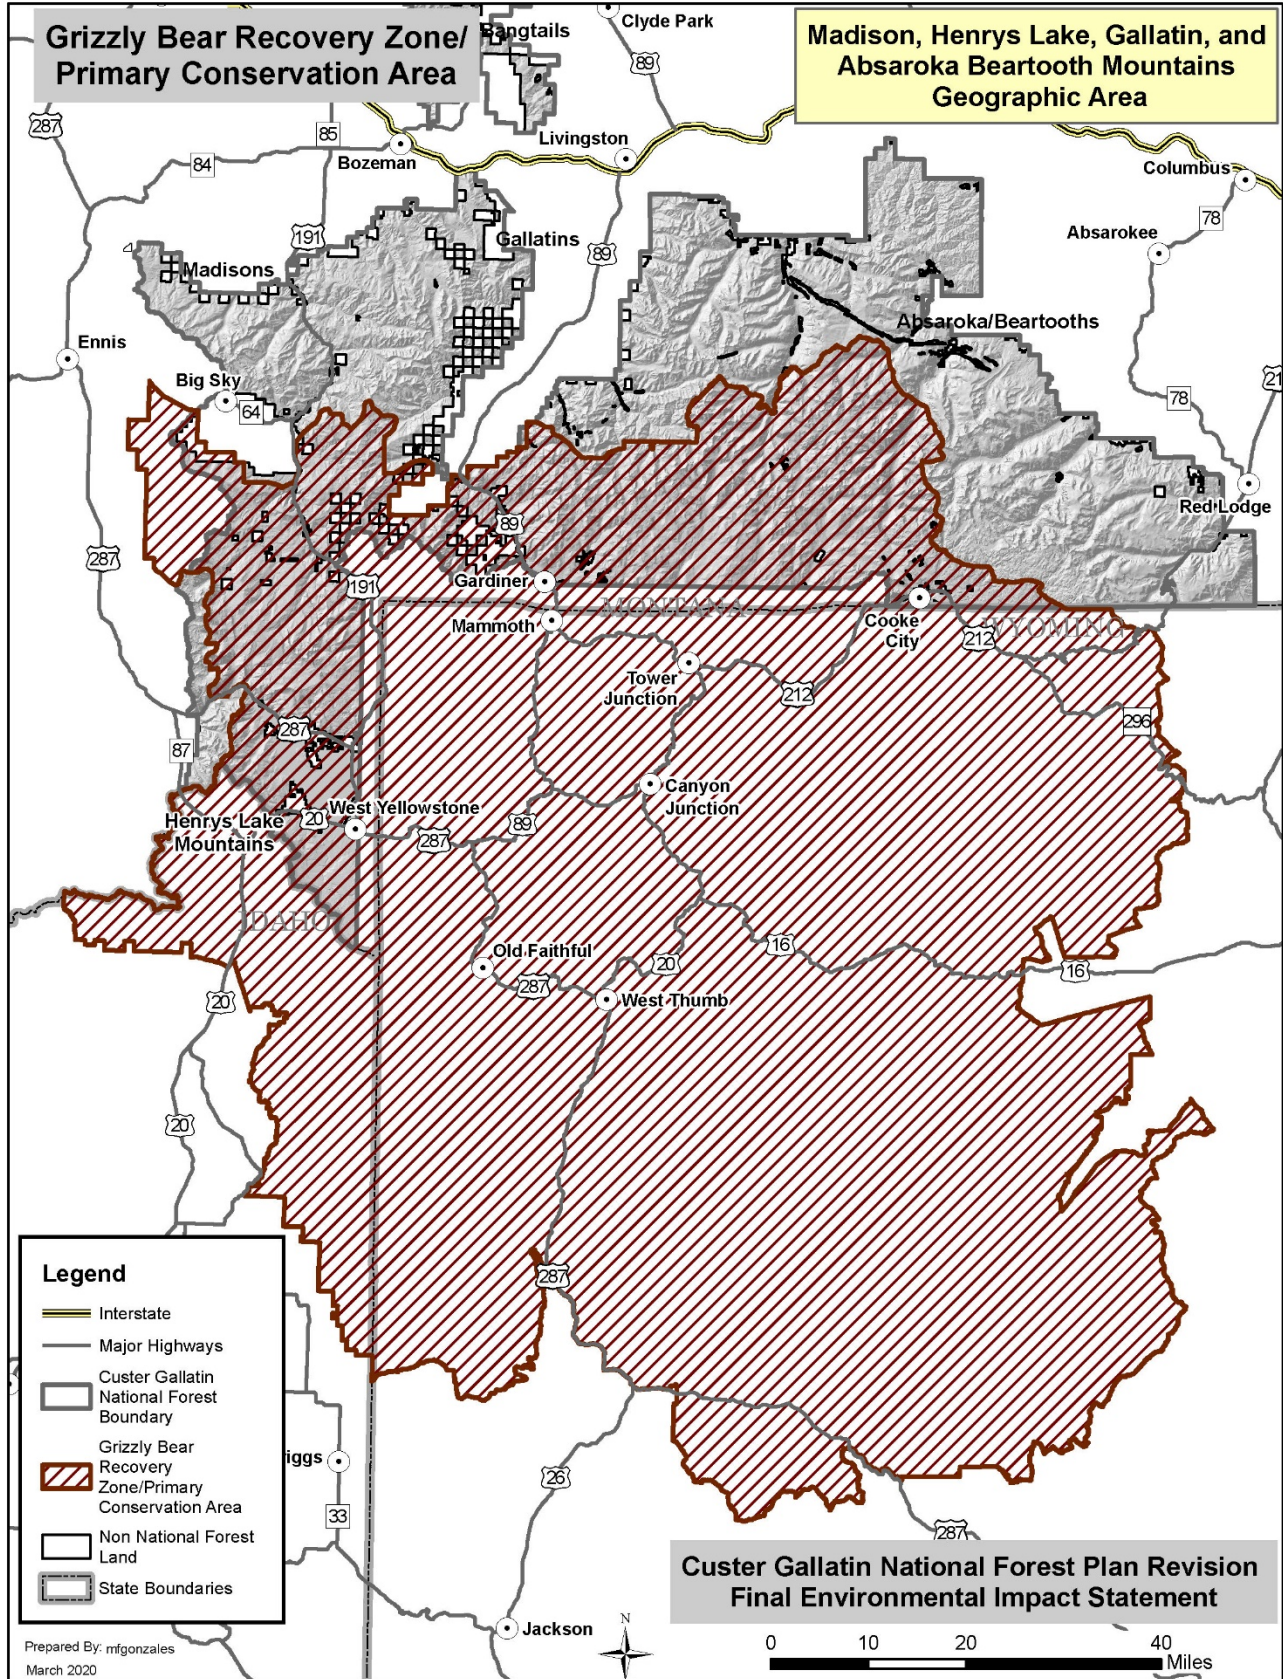 Grizzly Bear Recovery Zone/
Primary Conservation Area
Madison, Henrys Lake, Gallatin, and
Absaroka Beartooth Mountains
Geographic Area
Clyde Park
Bangtails
89
287
85
Livingston
84
Bozeman
Columbus
78
191
Gallatins
89
Absarokee
Madisons
Absaroka/Beartooths
Ennis
Big Sky
64
78
Red Lodge
89
287
191
Gardiner
MONTANA
Mammoth
Cooke
City
WYOMING
212
Tower
Junction
212
296
287
87
Canyon
Junction
West Yellowstone
20
89
287
Henrys Lake
Mountains
IDAHO
16
Old Faithful
20
16
287
West Thumb
20
20
287
Legend
Interstate
Major Highways
Custer Gallatin
National Forest
Boundary
Grizzly Bear
Recovery
Zone/Primary
Conservation Area
Non National Forest
Land
State Boundaries
riggs
33
26
287
Jackson
N
Custer Gallatin National Forest Plan Revision
Final Environmental Impact Statement
0 10 20 40
Miles
Prepared By: mfgonzales
March 2020